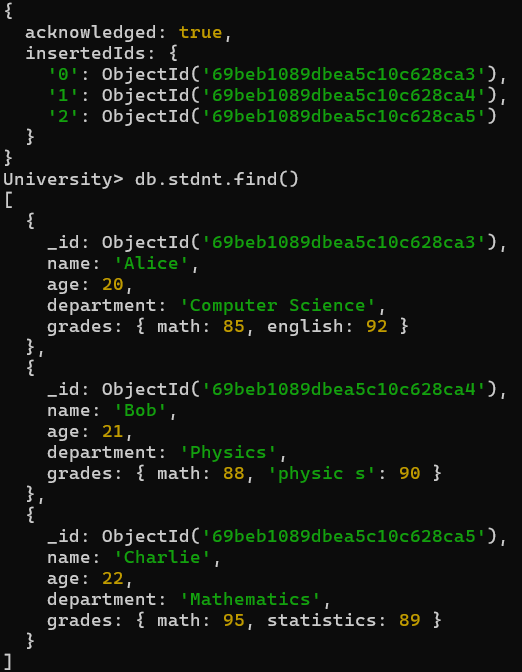 {
  acknowledged: true,
  insertedIds: {
    '0': ObjectId('69beb1089dbea5c10c628ca3'),
    '1': ObjectId('69beb1089dbea5c10c628ca4'),
    '2': ObjectId('69beb1089dbea5c10c628ca5')
  }
}
University> db.stdnt.find()
[
  {
    _id: ObjectId('69beb1089dbea5c10c628ca3'),
    name: 'Alice',
    age: 20,
    department: 'Computer Science',
    grades: { math: 85, english: 92 }
  },
  {
    _id: ObjectId('69beb1089dbea5c10c628ca4'),
    name: 'Bob',
    age: 21,
    department: 'Physics',
    grades: { math: 88, 'physic s': 90 }
  },
  {
    _id: ObjectId('69beb1089dbea5c10c628ca5'),
    name: 'Charlie',
    age: 22,
    department: 'Mathematics',
    grades: { math: 95, statistics: 89 }
  }
]